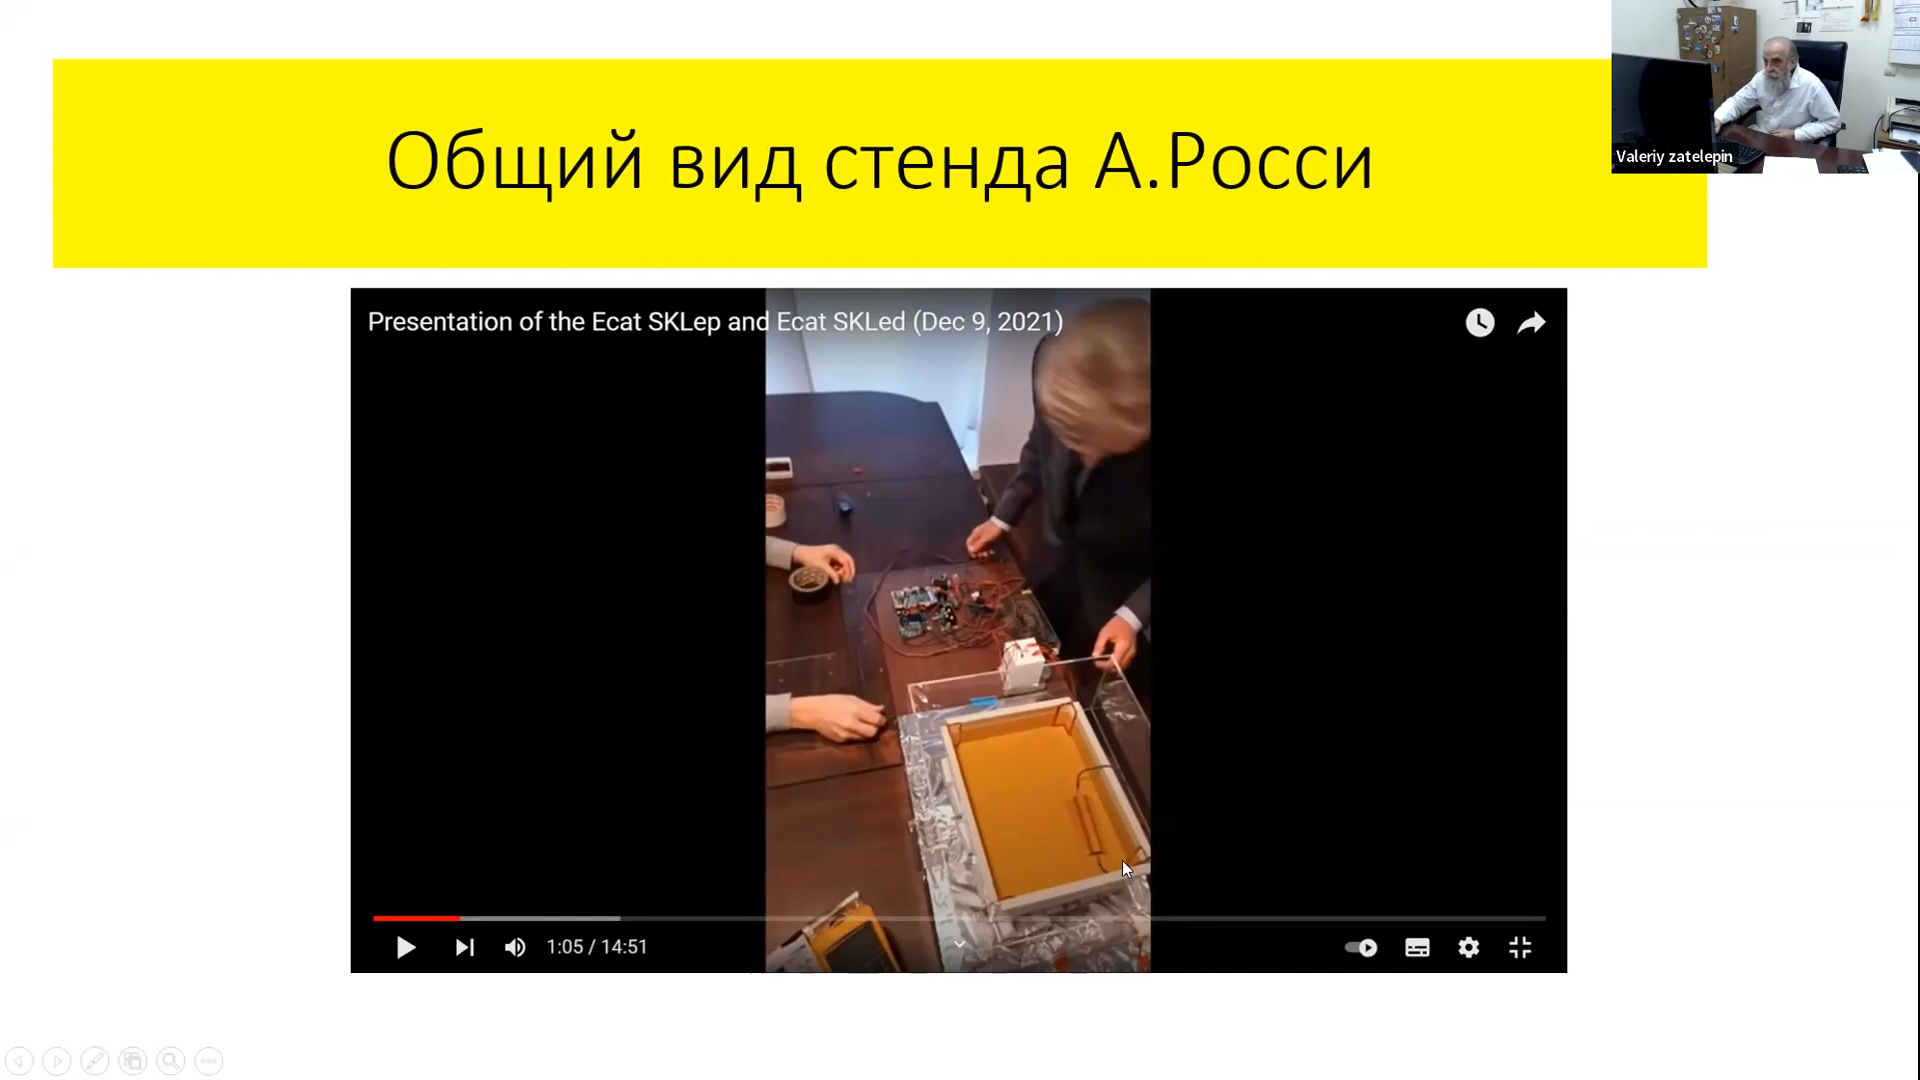 Общий вид стенда А.Росси
Valeriy zatelepin
Presentation of the Ecat SKLep and Ecat SKLed (Dec 9, 2021)
1:05 / 14:51